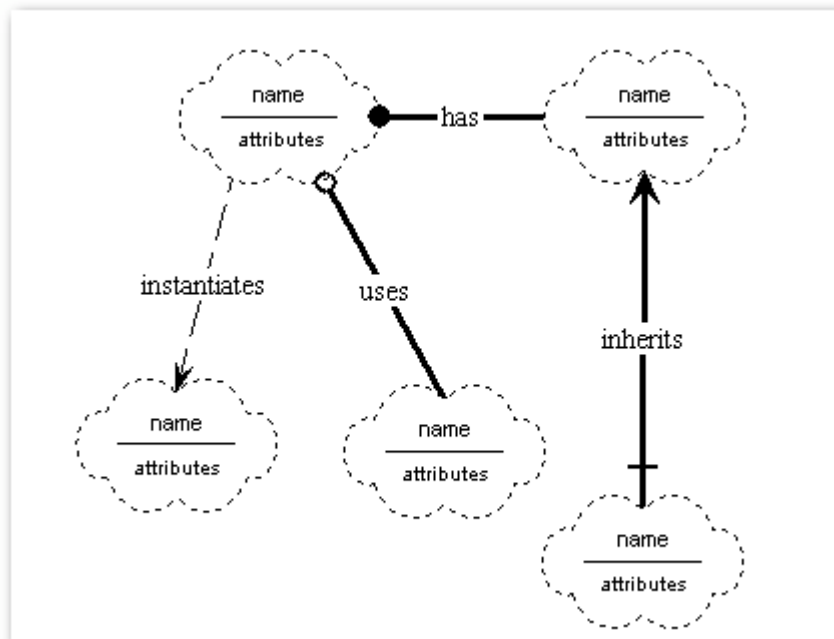 name
attributes
has
name
attributes
instantiates
uses
inherits
name
attributes
name
attributes
name
attributes